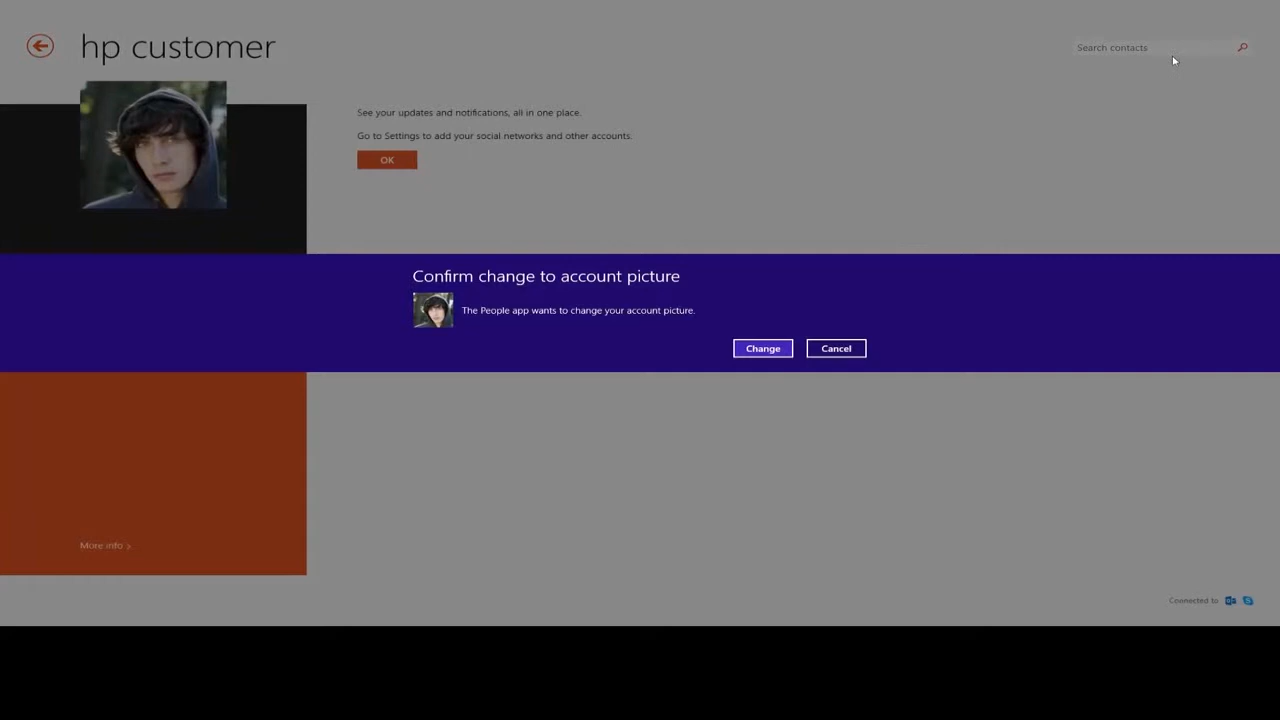 hp customer
Search contacts
See your updates and notifications, all in one place.
Go to Settings to add your social networks and other accounts.
OK
Confirm change to account picture
The People app wants to change your account picture.
Change
Cancel
More info >
Connected to